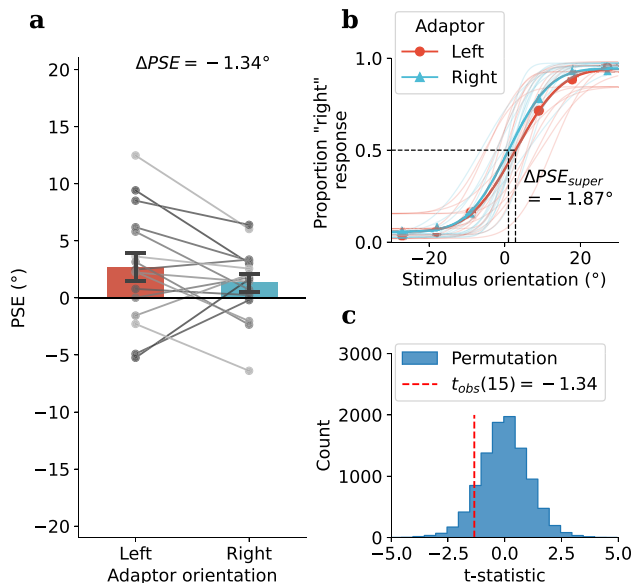 a
ΔPSE = −1.34°
20
15
10
5
0
−5
−10
−15
−20
PSE (°)
Left
Right
Adaptor orientation
b
Adaptor
Left
Right
1.0
0.5
0.0
Proportion "right"
response
ΔPSEsuper
= −1.87°
−20
0
20
Stimulus orientation (°)
c
Permutation
tobs(15) = −1.34
3000
2000
1000
0
Count
−5.0
−2.5
0.0
2.5
5.0
t-statistic